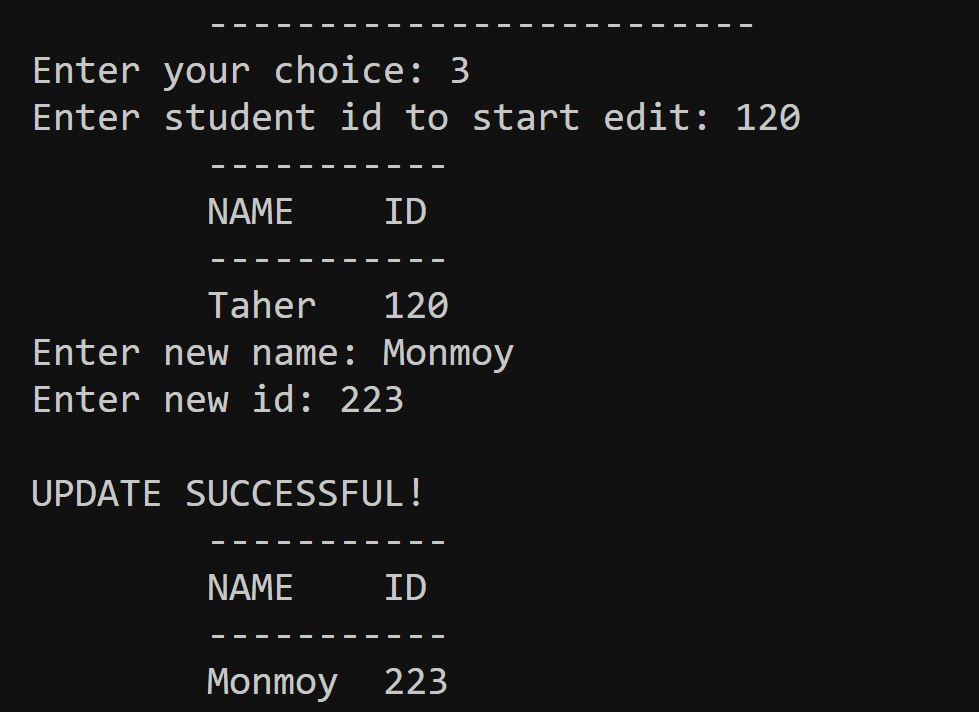 -------------------------
Enter your choice: 3
Enter student id to start edit: 120
-----------
NAME    ID
-----------
Taher   120
Enter new name: Monmoy
Enter new id: 223
UPDATE SUCCESSFUL!
-----------
NAME    ID
-----------
Monmoy  223